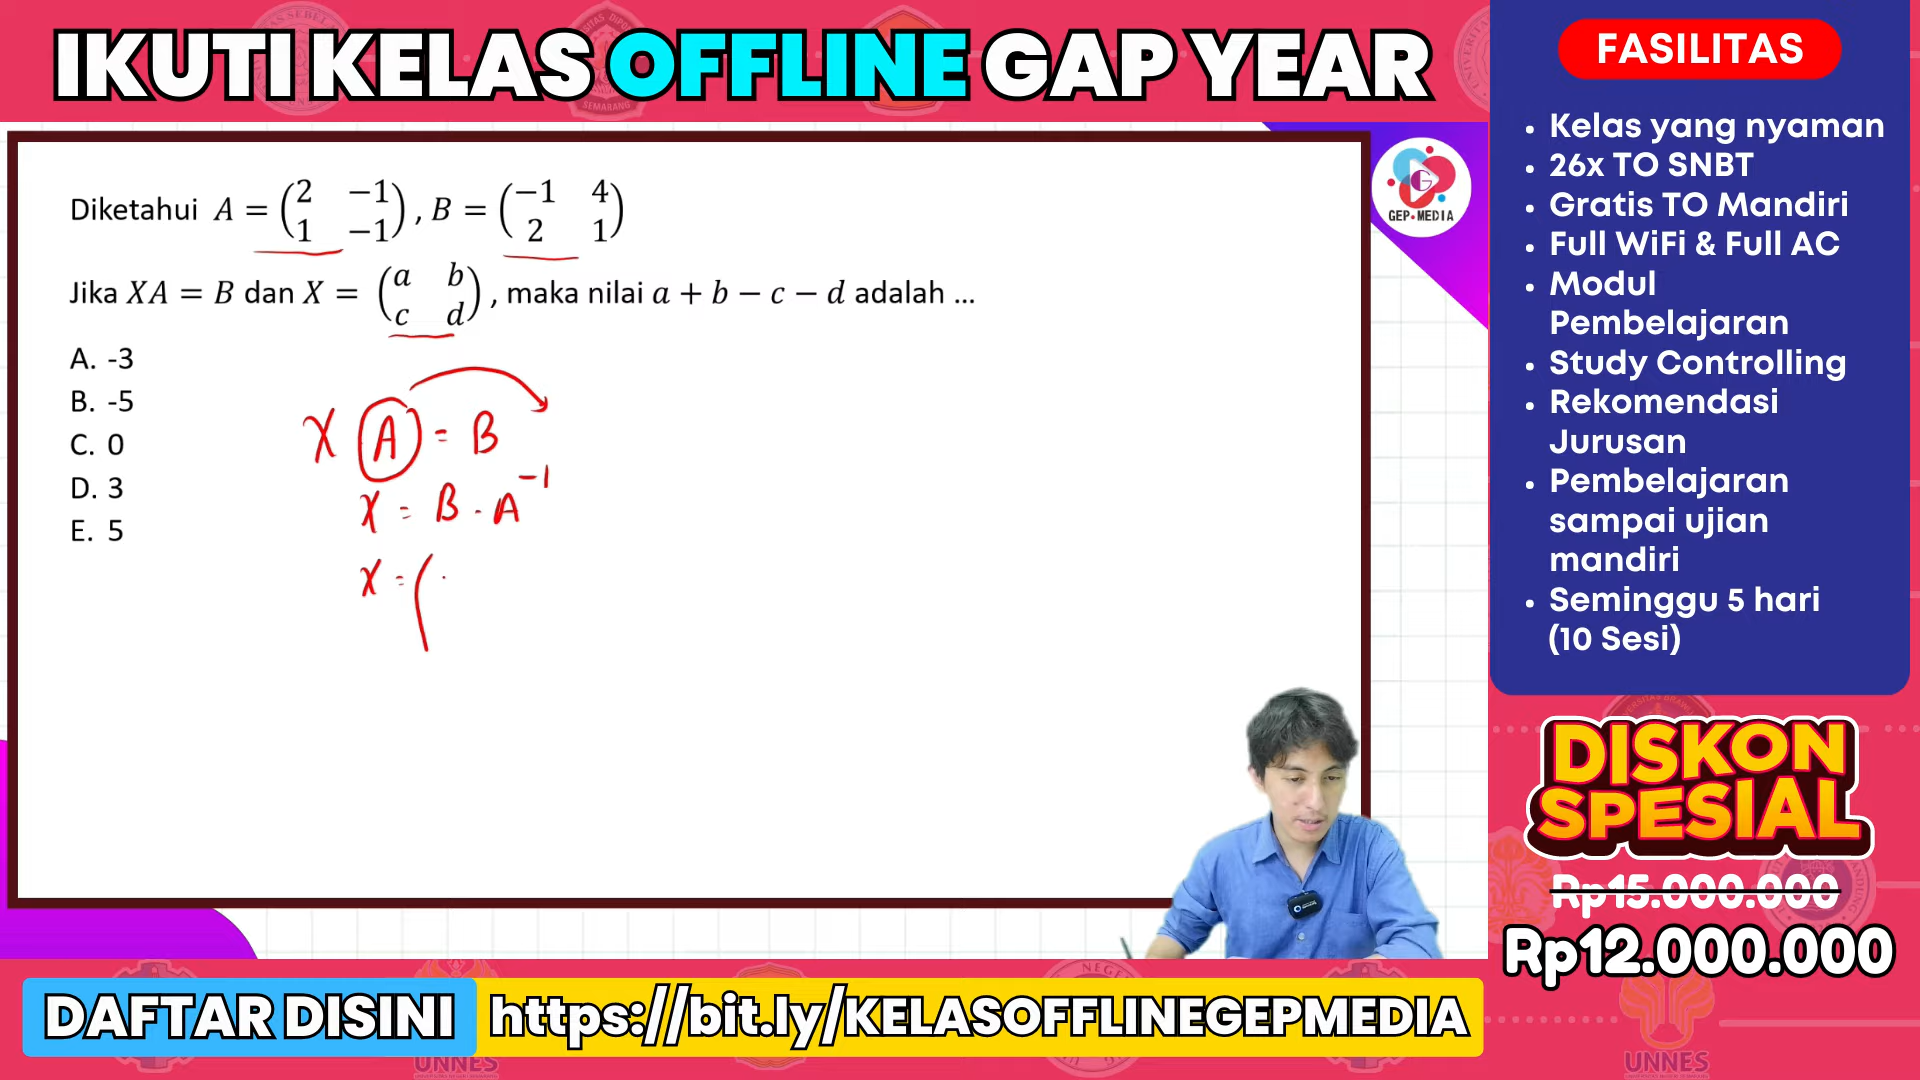 IKUTI KELAS OFFLINE GAP YEAR
Diketahui A = (2 −1 , B = (−1 4
1 −1) 2 1)
Jika XA = B dan X = (a b , maka nilai a + b − c − d adalah ...
c d)
A. -3
B. -5
C. 0
D. 3
E. 5
X A = B
X = B . A⁻¹
X = (
GEP•MEDIA
FASILITAS
• Kelas yang nyaman
• 26x TO SNBT
• Gratis TO Mandiri
• Full WiFi & Full AC
• Modul
Pembelajaran
• Study Controlling
• Rekomendasi
Jurusan
• Pembelajaran
sampai ujian
mandiri
• Seminggu 5 hari
(10 Sesi)
DISKON
SPESIAL
Rp15.000.000
Rp12.000.000
DAFTAR DISINI https://bit.ly/KELASOFFLINEGEPMEDIA
UNNES
UNNES